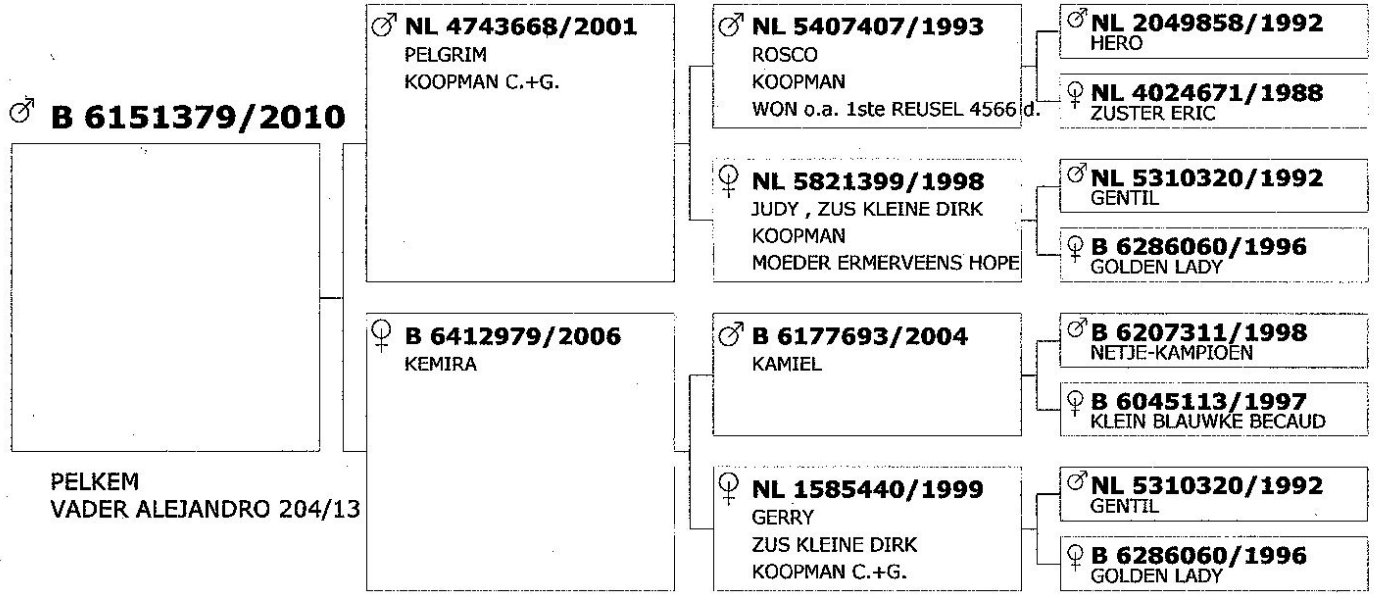 ♂ B 6151379/2010
PELKEM
VADER ALEJANDRO 204/13
♂ NL 4743668/2001
PELGRIM
KOOPMAN C.+G.
♀ B 6412979/2006
KEMIRA
♂ NL 5407407/1993
ROSCO
KOOPMAN
WON o.a. 1ste REUSEL 4566 d.
♀ NL 5821399/1998
JUDY , ZUS KLEINE DIRK
KOOPMAN
MOEDER ERMERVEENS HOPE
♂ B 6177693/2004
KAMIEL
♀ NL 1585440/1999
GERRY
ZUS KLEINE DIRK
KOOPMAN C.+G.
♂ NL 2049858/1992
HERO
♀ NL 4024671/1988
ZUSTER ERIC
♂ NL 5310320/1992
GENTIL
♀ B 6286060/1996
GOLDEN LADY
♂ B 6207311/1998
NETJE-KAMPIOEN
♀ B 6045113/1997
KLEIN BLAUWKE BECAUD
♂ NL 5310320/1992
GENTIL
♀ B 6286060/1996
GOLDEN LADY